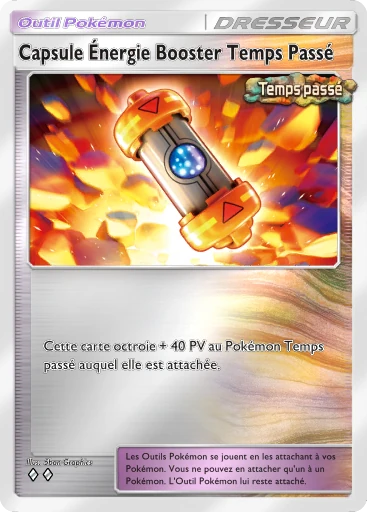 Outil Pokémon
DRESSEUR
Capsule Énergie Booster Temps Passé
Temps passé
Cette carte octroie + 40 PV au Pokémon Temps
passé auquel elle est attachée.
Illus. 5ban Graphics
Les Outils Pokémon se jouent en les attachant à vos
Pokémon. Vous ne pouvez en attacher qu'un à un
Pokémon. L'Outil Pokémon lui reste attaché.